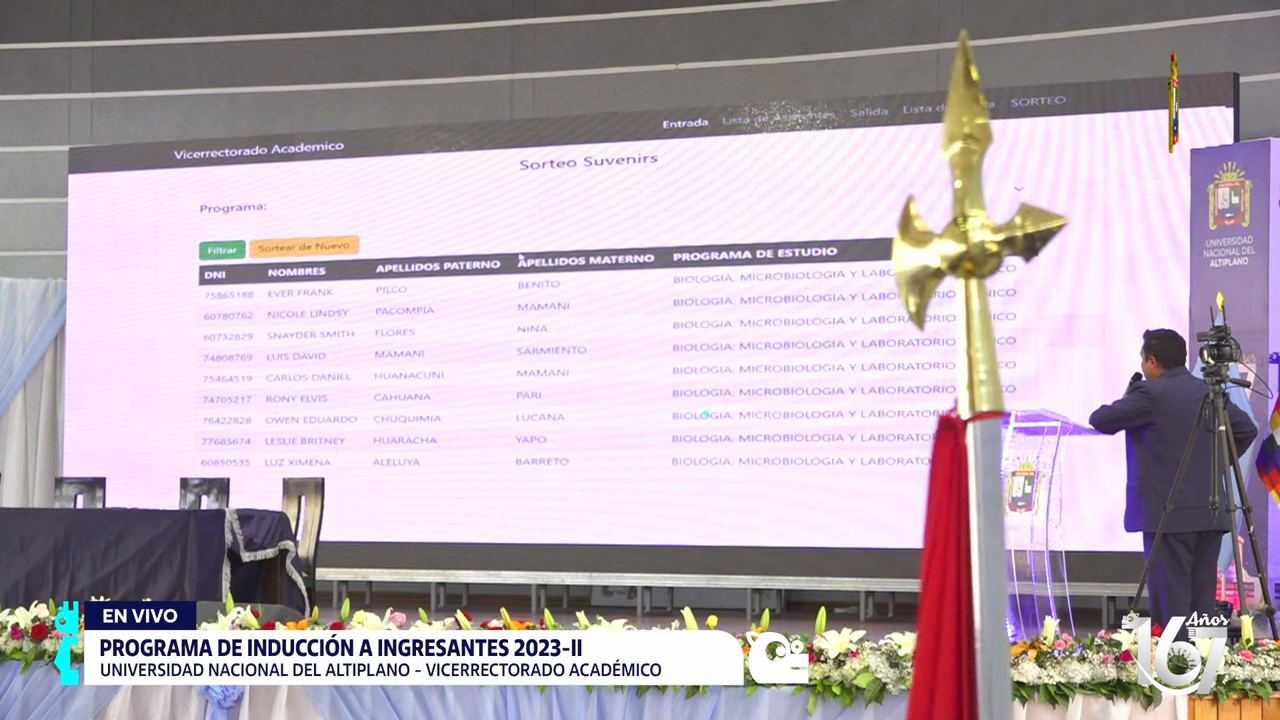 Vicerrectorado Academico
Entrada Lista de Asistentes Salida Lista de SORTEO
Sorteo Suvenirs
Programa:
Filtrar Sortear de Nuevo
DNI NOMBRES APELLIDOS PATERNO APELLIDOS MATERNO PROGRAMA DE ESTUDIO
75865188 EVER FRANK PILCO BENITO BIOLOGIA: MICROBIOLOGIA Y
60780762 NICOLE LINDSY PACOMPIA MAMANI BIOLOGIA: MICROBIOLOGIA Y
60732829 SNAYDER SMITH FLORES NINA BIOLOGIA: MICROBIOLOGIA Y
74808769 LUIS DAVID MAMANI SARMIENTO BIOLOGIA: MICROBIOLOGIA Y LABORATORIO
75464519 CARLOS DANIEL HUANACUNI MAMANI BIOLOGIA: MICROBIOLOGIA Y LABORATORIO
74705217 RONY ELVIS CAHUANA PARI BIOLOGIA: MICROBIOLOGIA Y LABORATORIO
76422828 OWEN EDUARDO CHUQUIMIA LUCANA BIOLOGIA: MICROBIOLOGIA Y LABORATORIO
77685674 LESLIE BRITNEY HUARACHA YAPO BIOLOGIA: MICROBIOLOGIA Y
60850535 LUZ XIMENA ALELUYA BARRETO BIOLOGIA: MICROBIOLOGIA Y
UNIVERSIDAD
NACIONAL DEL
ALTIPLANO
EN VIVO
PROGRAMA DE INDUCCIÓN A INGRESANTES 2023-II
UNIVERSIDAD NACIONAL DEL ALTIPLANO - VICERRECTORADO ACADÉMICO
Años
167